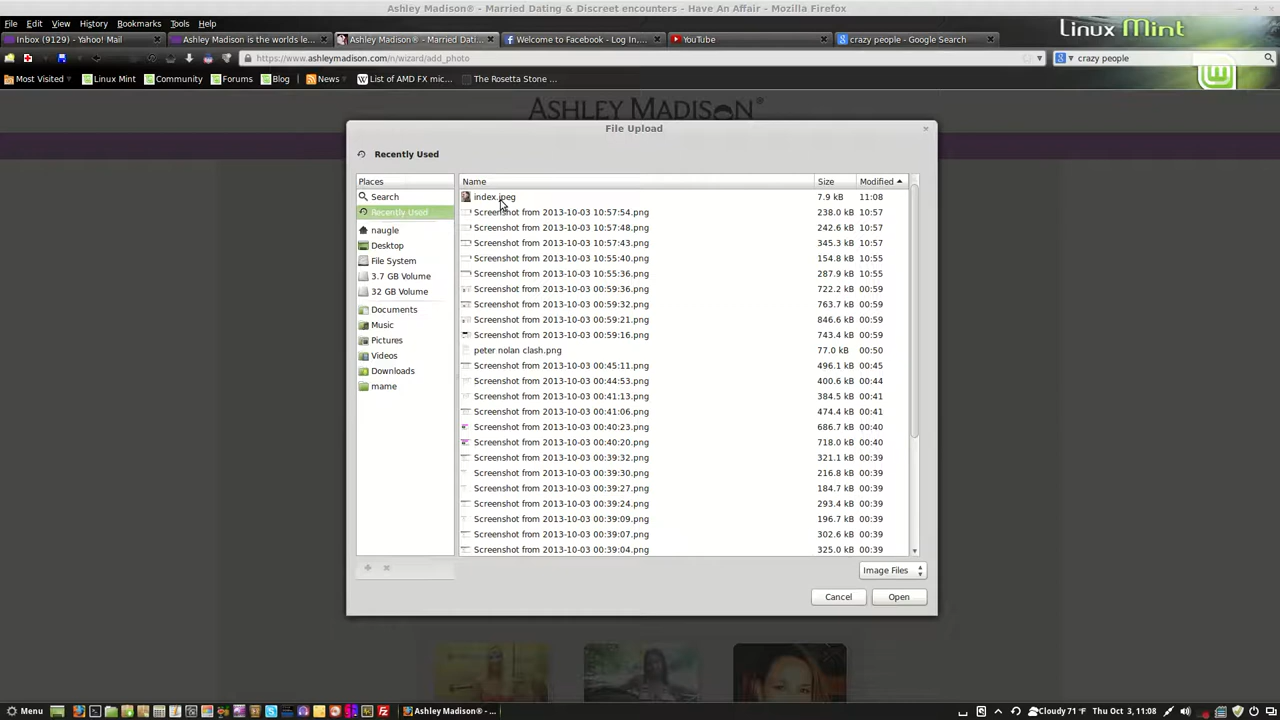 Ashley Madison® - Married Dating & Discreet encounters - Have An Affair - Mozilla Firefox
File Edit View History Bookmarks Tools Help
Inbox (9129) - Yahoo! Mail
Ashley Madison is the worlds le...
Ashley Madison® - Married Dati...
Welcome to Facebook - Log In,...
YouTube
crazy people - Google Search
Linux Mint
https://www.ashleymadison.com/n/wizard/add_photo
crazy people
Most Visited
Linux Mint
Community
Forums
Blog
News
List of AMD FX mic...
The Rosetta Stone ...
ASHLEY MADISON®
File Upload
Recently Used
Places
Search
Recently Used
naugle
Desktop
File System
3.7 GB Volume
32 GB Volume
Documents
Music
Pictures
Videos
Downloads
mame
Name Size Modified
index.jpeg 7.9 kB 11:08
Screenshot from 2013-10-03 10:57:54.png 238.0 kB 10:57
Screenshot from 2013-10-03 10:57:48.png 242.6 kB 10:57
Screenshot from 2013-10-03 10:57:43.png 345.3 kB 10:57
Screenshot from 2013-10-03 10:55:40.png 154.8 kB 10:55
Screenshot from 2013-10-03 10:55:36.png 287.9 kB 10:55
Screenshot from 2013-10-03 00:59:36.png 722.2 kB 00:59
Screenshot from 2013-10-03 00:59:32.png 763.7 kB 00:59
Screenshot from 2013-10-03 00:59:21.png 846.6 kB 00:59
Screenshot from 2013-10-03 00:59:16.png 743.4 kB 00:59
peter nolan clash.png 77.0 kB 00:50
Screenshot from 2013-10-03 00:45:11.png 496.1 kB 00:45
Screenshot from 2013-10-03 00:44:53.png 400.6 kB 00:44
Screenshot from 2013-10-03 00:41:13.png 384.5 kB 00:41
Screenshot from 2013-10-03 00:41:06.png 474.4 kB 00:41
Screenshot from 2013-10-03 00:40:23.png 686.7 kB 00:40
Screenshot from 2013-10-03 00:40:20.png 718.0 kB 00:40
Screenshot from 2013-10-03 00:39:32.png 321.1 kB 00:39
Screenshot from 2013-10-03 00:39:30.png 216.8 kB 00:39
Screenshot from 2013-10-03 00:39:27.png 184.7 kB 00:39
Screenshot from 2013-10-03 00:39:24.png 293.4 kB 00:39
Screenshot from 2013-10-03 00:39:09.png 196.7 kB 00:39
Screenshot from 2013-10-03 00:39:07.png 302.6 kB 00:39
Screenshot from 2013-10-03 00:39:04.png 325.0 kB 00:39
Image Files
Cancel
Open
Menu
Ashley Madison® - ...
Cloudy 71 °F
Thu Oct 3, 11:08